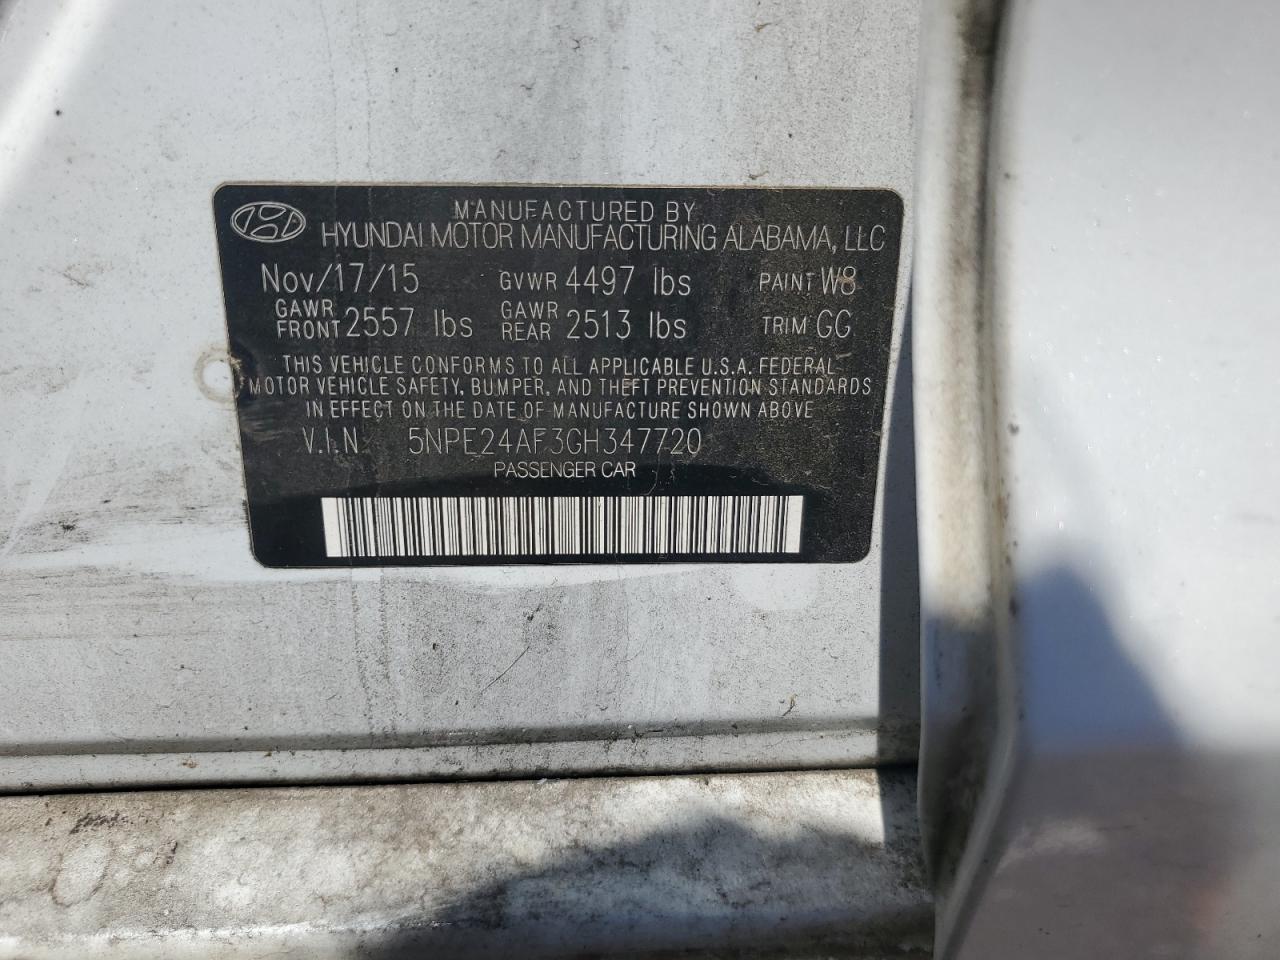 MANUFACTURED BY
HYUNDAI MOTOR MANUFACTURING ALABAMA, LLC
Nov/17/15 GVWR 4497 lbs PAINT W8
GAWR FRONT 2557 lbs GAWR REAR 2513 lbs TRIM GG
THIS VEHICLE CONFORMS TO ALL APPLICABLE U.S.A. FEDERAL
MOTOR VEHICLE SAFETY, BUMPER, AND THEFT PREVENTION STANDARDS
IN EFFECT ON THE DATE OF MANUFACTURE SHOWN ABOVE
V.I.N. 5NPE24AF3GH347720
PASSENGER CAR